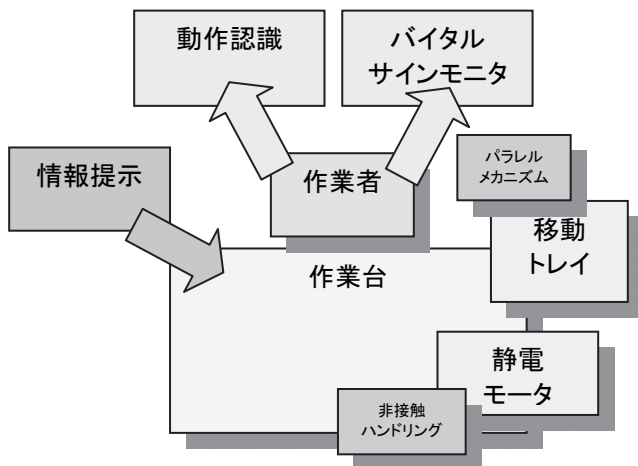 動作認識
バイタル
サインモニタ
情報提示
作業者
パラレル
メカニズム
移動
トレイ
作業台
静電
モータ
非接触
ハンドリング